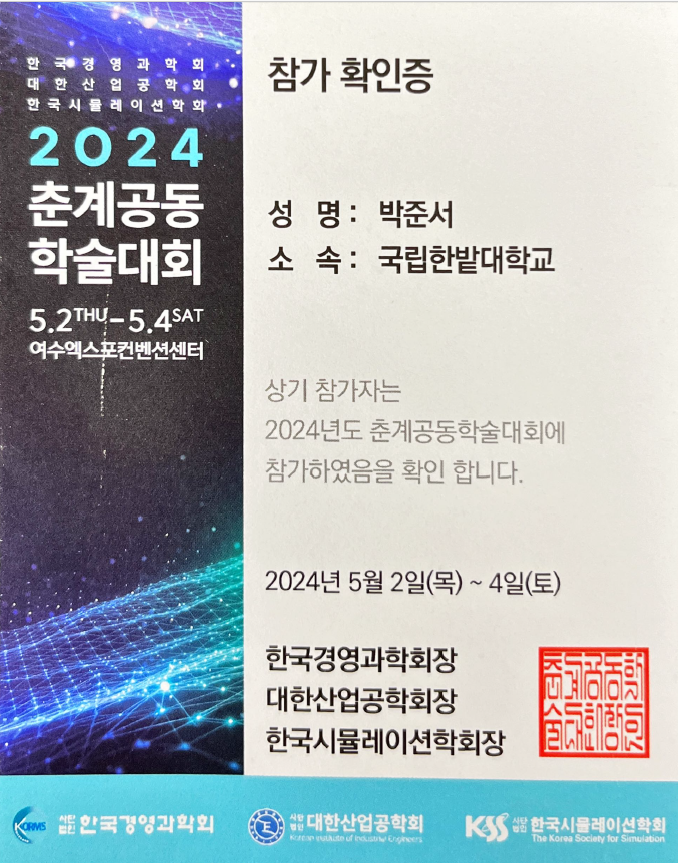 한국경영과학회
대한산업공학회
한국시뮬레이션학회
2024
춘계공동
학술대회
5.2THU-5.4SAT
여수엑스포컨벤션센터
참가 확인증
성 명 : 박준서
소 속 : 국립한밭대학교
상기 참가자는
2024년도 춘계공동학술대회에
참가하였음을 확인 합니다.
2024년 5월 2일(목) ~ 4일(토)
한국경영과학회장
대한산업공학회장
한국시뮬레이션학회장
KORMS 사단법인 한국경영과학회
사단법인 대한산업공학회
Korean Institute of Industrial Engineers
KSS 사단법인 한국시뮬레이션학회
The Korea Society for Simulation